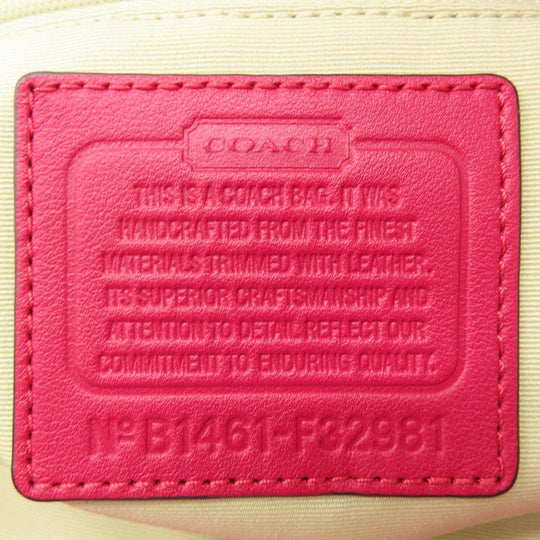 COACH
THIS IS A COACH BAG. IT WAS
HANDCRAFTED FROM THE FINEST
MATERIALS TRIMMED WITH LEATHER.
ITS SUPERIOR CRAFTSMANSHIP AND
ATTENTION TO DETAIL REFLECT OUR
COMMITMENT TO ENDURING QUALITY.
Nº B1461-F32981